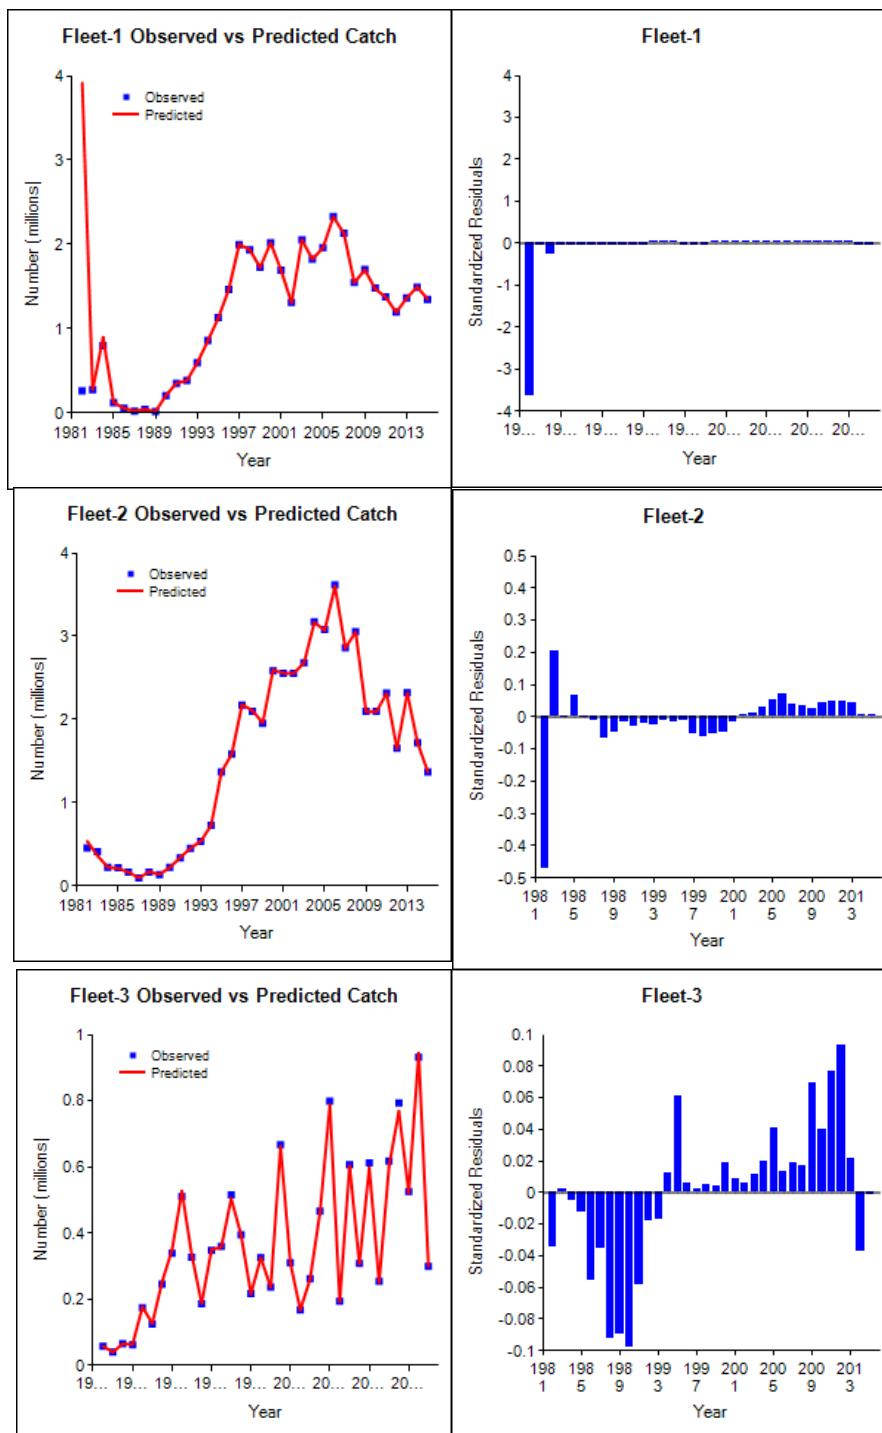 Fleet-1 Observed vs Predicted Catch
4
3
2
1
0
Number (millions|
Observed
Predicted
1981 1985 1989 1993 1997 2001 2005 2009 2013
Year
Fleet-1
4
3
2
1
0
-1
-2
-3
-4
Standardized Residuals
19... 19... 19... 19... 19... 20... 20... 20... 20...
Year
Fleet-2 Observed vs Predicted Catch
4
3
2
1
0
Number (millions|
Observed
Predicted
1981 1985 1989 1993 1997 2001 2005 2009 2013
Year
Fleet-2
0.5
0.4
0.3
0.2
0.1
0
-0.1
-0.2
-0.3
-0.4
-0.5
Standardized Residuals
198 198 198 199 199 200 200 200 201
1 5 9 3 7 1 5 9 3
Year
Fleet-3 Observed vs Predicted Catch
1
0.8
0.6
0.4
0.2
0
Number (millions|
Observed
Predicted
19... 19... 19... 19... 19... 20... 20... 20... 20...
Year
Fleet-3
0.1
0.08
0.06
0.04
0.02
0
-0.02
-0.04
-0.06
-0.08
-0.1
Standardized Residuals
198 198 198 199 199 200 200 200 201
1 5 9 3 7 1 5 9 3
Year